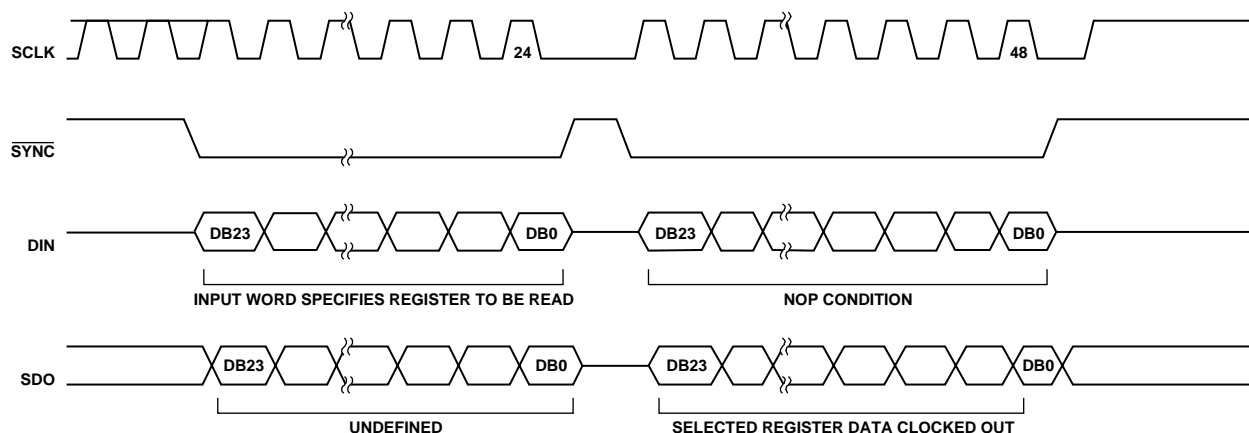 SCLK
24
48
SYNC
DIN
DB23
DB0
DB23
DB0
INPUT WORD SPECIFIES REGISTER TO BE READ
NOP CONDITION
SDO
DB23
DB0
DB23
DB0
UNDEFINED
SELECTED REGISTER DATA CLOCKED OUT